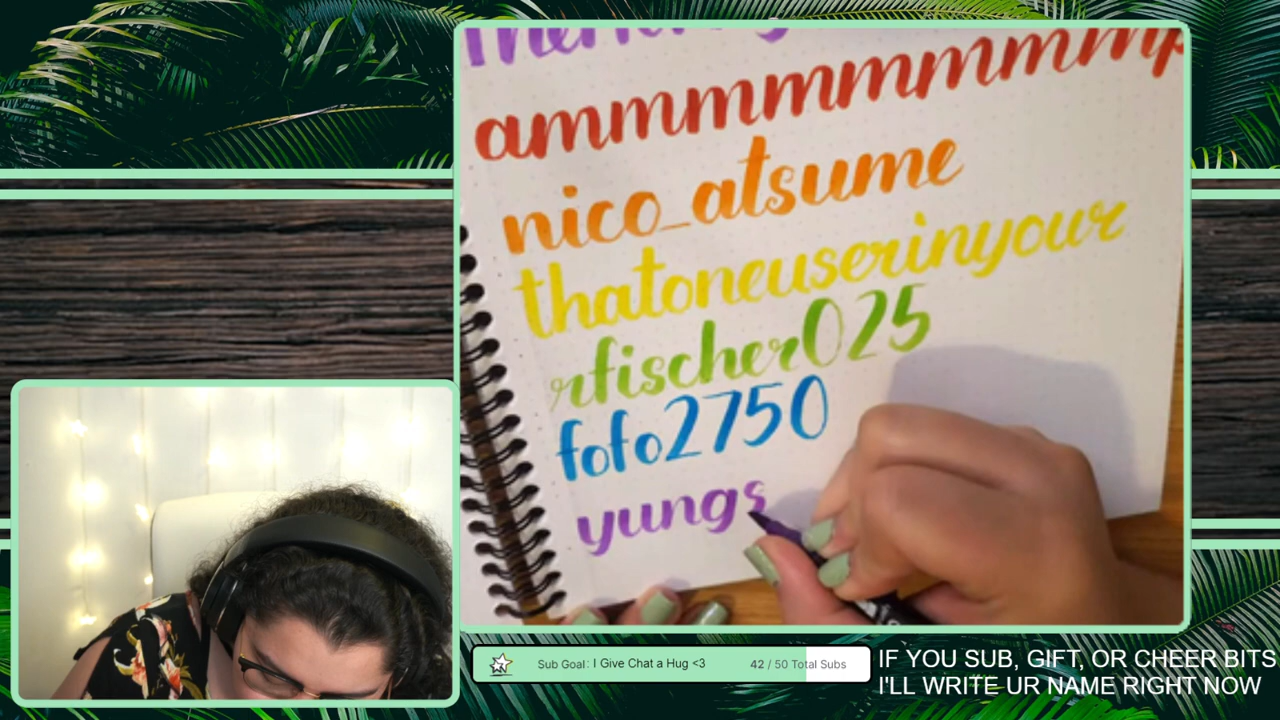 ammmmmmmmp
nico_atsume
thatoneuserinyour
rfischer025
fofo2750
yungs
Sub Goal: I Give Chat a Hug <3 42 / 50 Total Subs
IF YOU SUB, GIFT, OR CHEER BITS
I'LL WRITE UR NAME RIGHT NOW